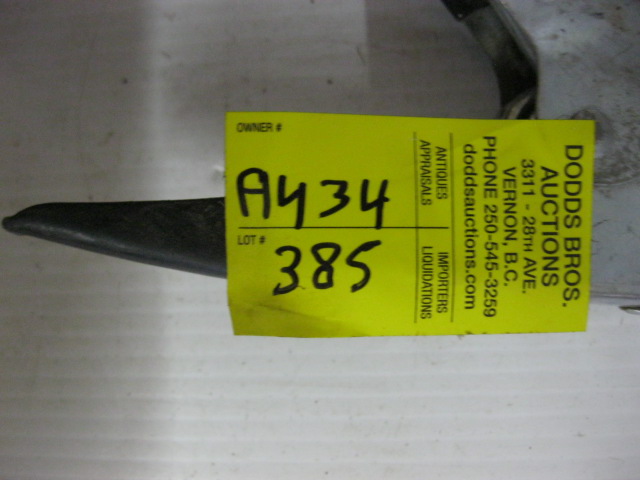 OWNER #
A434
LOT #
385
ANTIQUES
APPRAISALS
IMPORTERS
LIQUIDATIONS
DODDS BROS.
AUCTIONS
3311 - 28TH AVE.
VERNON, B.C.
PHONE 250-545-3259
doddsauctions.com